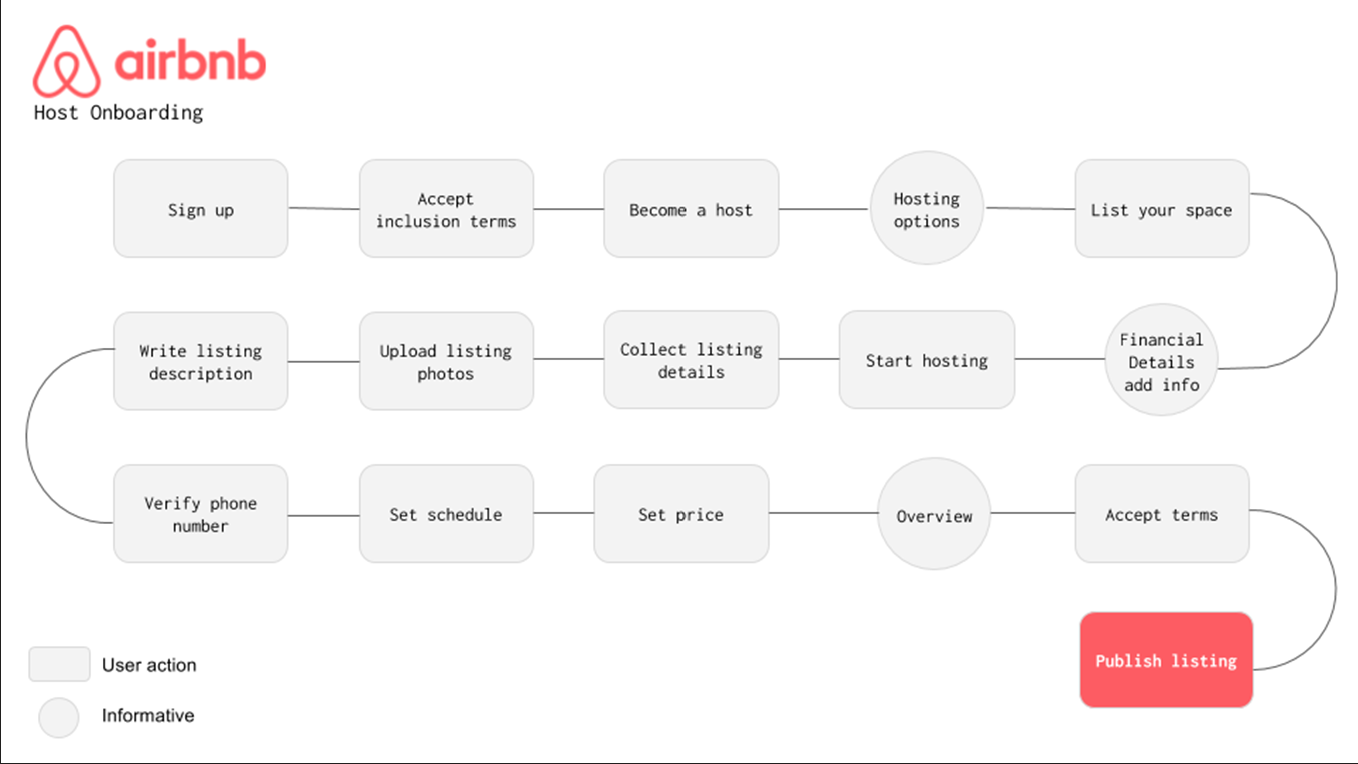 airbnb
Host Onboarding
Sign up
Accept
inclusion terms
Become a host
Hosting
options
List your space
Financial
Details
add info
Start hosting
Collect listing
details
Upload listing
photos
Write listing
description
Verify phone
number
Set schedule
Set price
Overview
Accept terms
Publish listing
User action
Informative